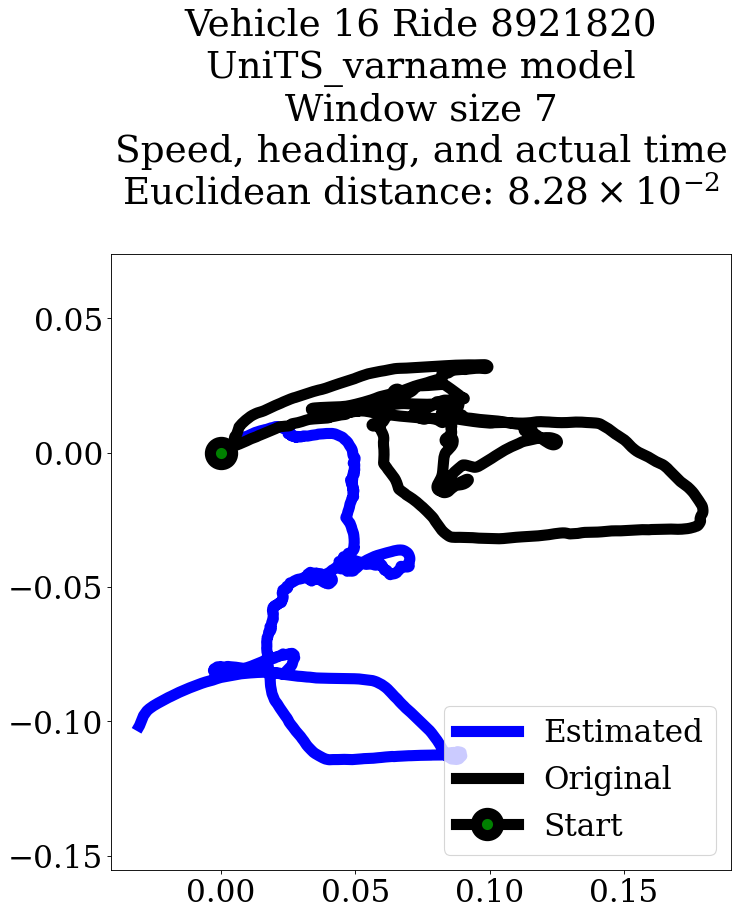 Vehicle 16 Ride 8921820
UniTS_varname model
Window size 7
Speed, heading, and actual time
Euclidean distance: 8.28 × 10⁻²
0.05
0.00
−0.05
−0.10
−0.15
0.00 0.05 0.10 0.15
Estimated
Original
Start